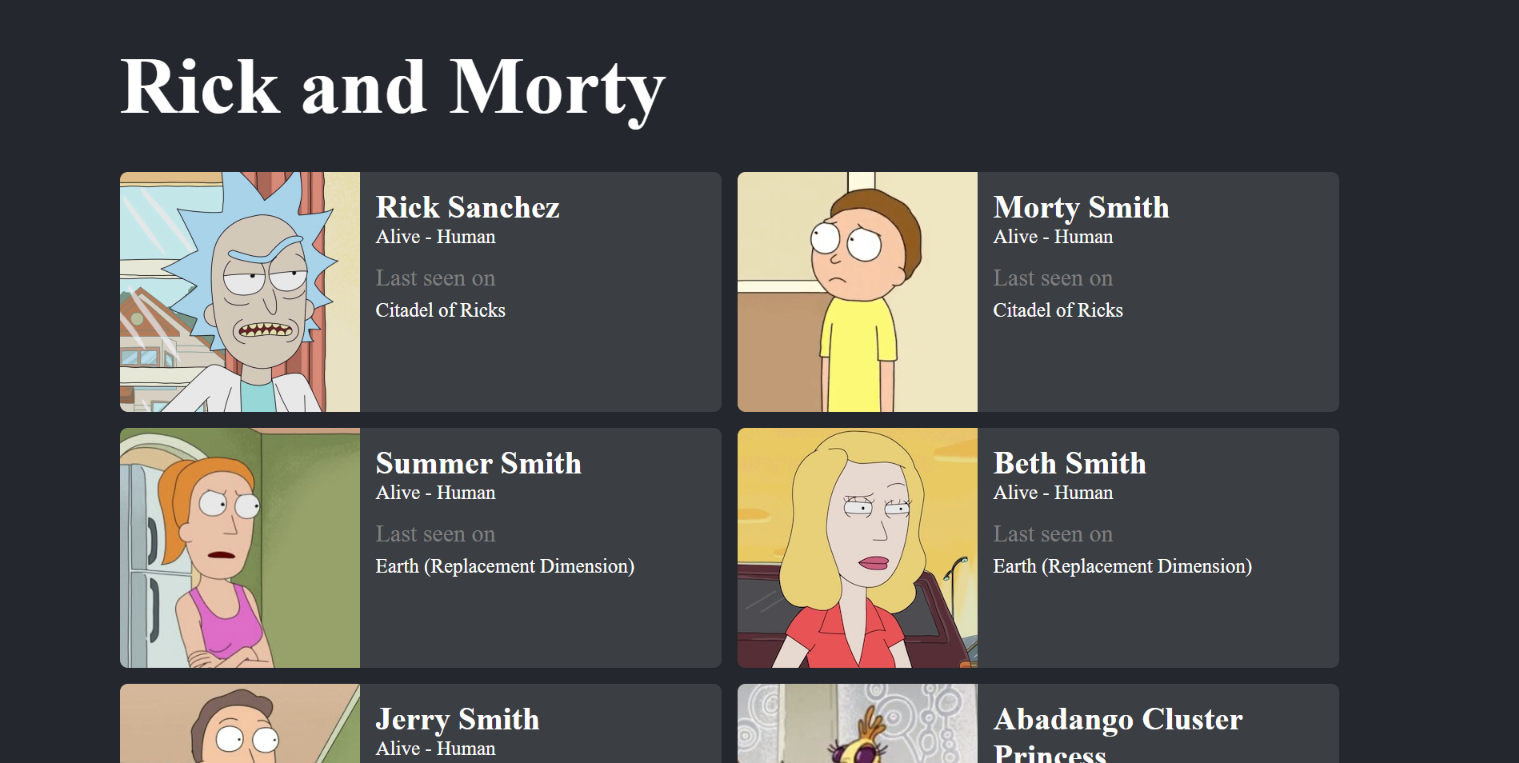 Rick and Morty
Rick Sanchez
Alive - Human
Last seen on
Citadel of Ricks
Morty Smith
Alive - Human
Last seen on
Citadel of Ricks
Summer Smith
Alive - Human
Last seen on
Earth (Replacement Dimension)
Beth Smith
Alive - Human
Last seen on
Earth (Replacement Dimension)
Jerry Smith
Alive - Human
Abadango Cluster
Princess